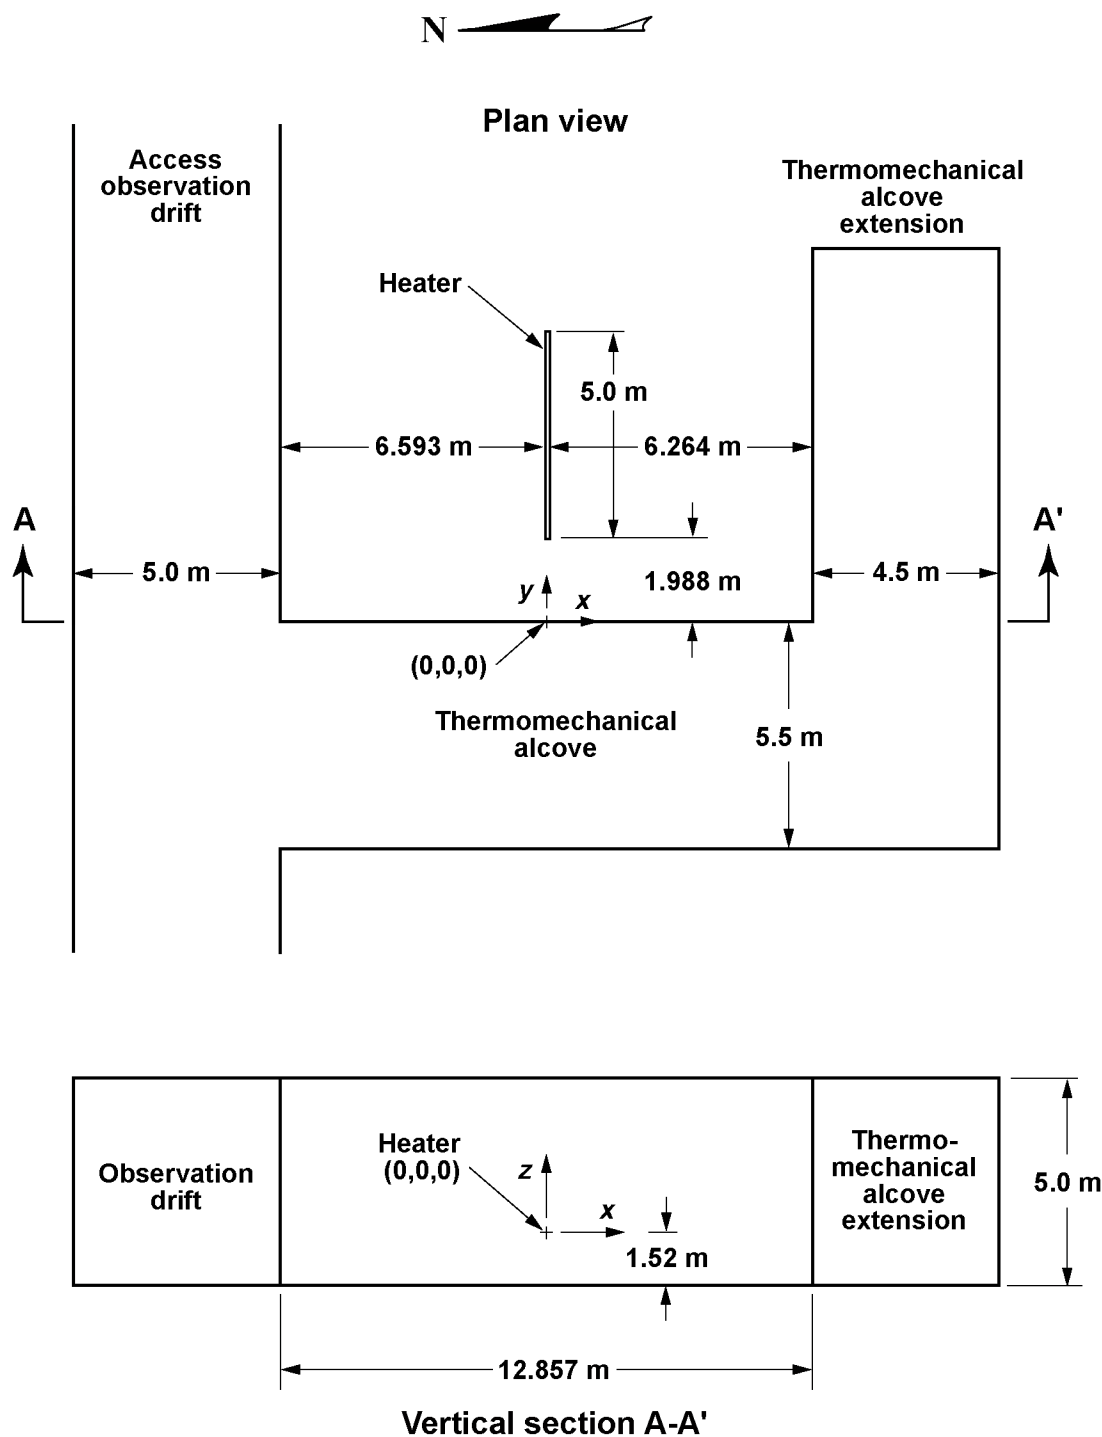 N
Plan view
Access
observation
drift
Thermomechanical
alcove
extension
Heater
5.0 m
6.593 m
6.264 m
A
A'
5.0 m
1.988 m
4.5 m
y
x
(0,0,0)
Thermomechanical
alcove
5.5 m
Observation
drift
Heater
(0,0,0)
z
x
1.52 m
Thermo-
mechanical
alcove
extension
5.0 m
12.857 m
Vertical section A-A'